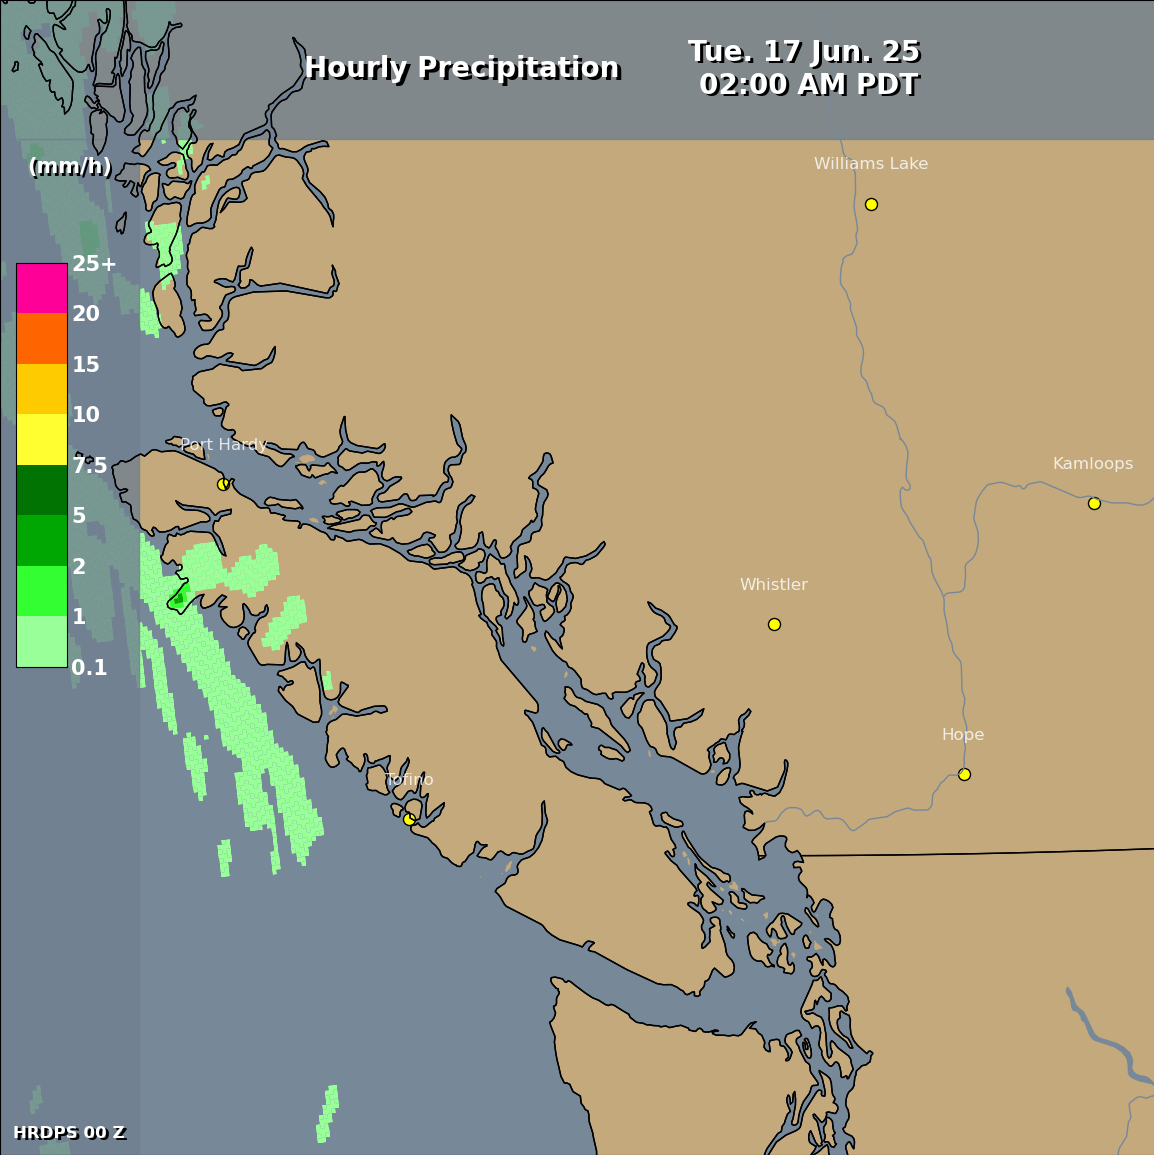 Hourly Precipitation
Tue. 17 Jun. 25
02:00 AM PDT
(mm/h)
25+
20
15
10
7.5
5
2
1
0.1
Williams Lake
Port Hardy
Kamloops
Whistler
Hope
Tofino
HRDPS 00 Z